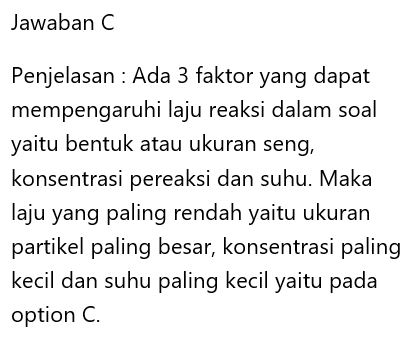 Jawaban C
Penjelasan : Ada 3 faktor yang dapat
mempengaruhi laju reaksi dalam soal
yaitu bentuk atau ukuran seng,
konsentrasi pereaksi dan suhu. Maka
laju yang paling rendah yaitu ukuran
partikel paling besar, konsentrasi paling
kecil dan suhu paling kecil yaitu pada
option C.